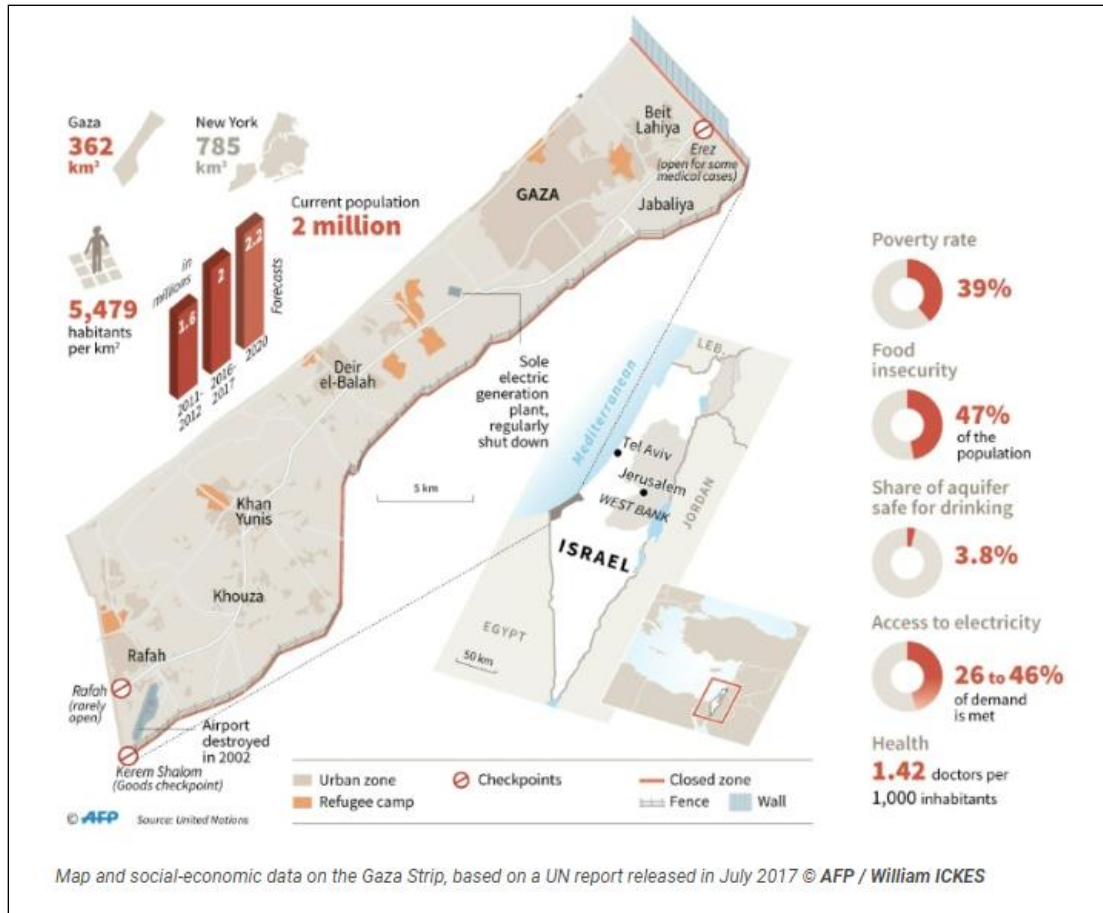 Gaza
362
km²
New York
785
km²
Current population
2 million
5,479
habitants
per km²
in
millions
1.6
2
2.2
Forecasts
2011-
2012
2016-
2017
2020
Beit
Lahiya
Erez
(open for some
medical cases)
GAZA
Jabaliya
Deir
el-Balah
Sole
electric
generation
plant,
regularly
shut down
5 km
Khan
Yunis
Khouza
Rafah
Rafah
(rarely
open)
Airport
destroyed
in 2002
Kerem Shalom
(Goods checkpoint)
Mediterranean
LEB.
Tel Aviv
Jerusalem
WEST BANK
JORDAN
ISRAEL
EGYPT
50 km
Poverty rate
39%
Food
insecurity
47%
of the
population
Share of aquifer
safe for drinking
3.8%
Access to electricity
26 to 46%
of demand
is met
Health
1.42 doctors per
1,000 inhabitants
Urban zone
Refugee camp
Checkpoints
Closed zone
Fence
Wall
© AFP Source: United Nations
Map and social-economic data on the Gaza Strip, based on a UN report released in July 2017 © AFP / William ICKES